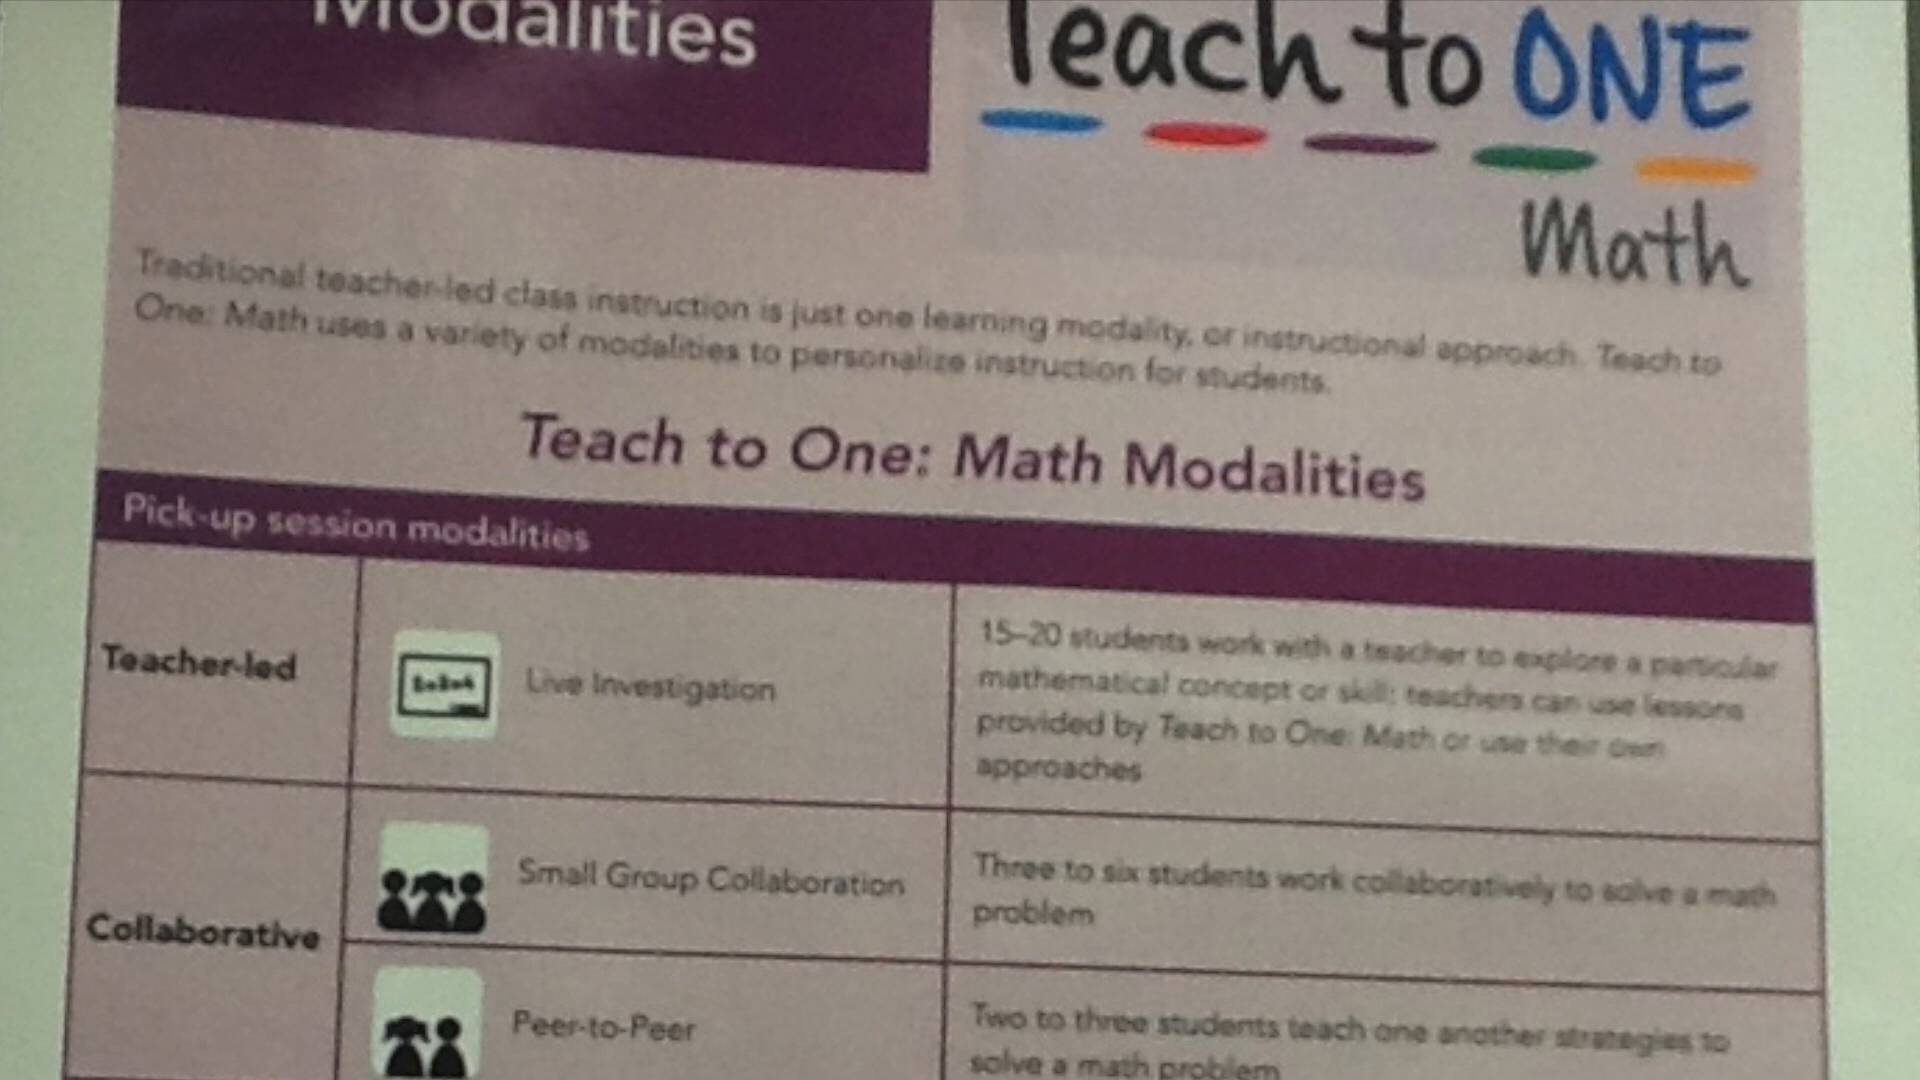 Modalities
Teach to ONE
Math
Traditional teacher-led class instruction is just one learning modality, or instructional approach. Teach to
One: Math uses a variety of modalities to personalize instruction for students.
Teach to One: Math Modalities
Pick-up session modalities
Teacher-led
Live Investigation
15–20 students work with a teacher to explore a particular
mathematical concept or skill; teachers can use lessons
provided by Teach to One: Math or use their own
approaches
Collaborative
Small Group Collaboration
Three to six students work collaboratively to solve a math
problem
Peer-to-Peer
Two to three students teach one another strategies to
solve a math problem